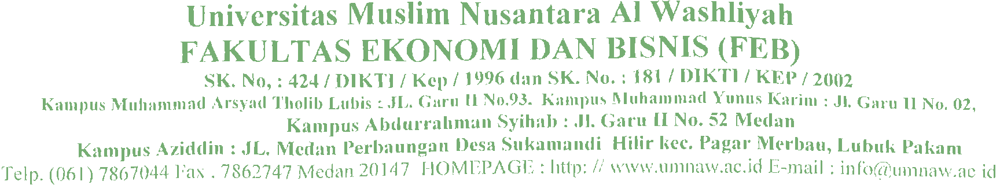 Universitas Muslim Nusantara Al Washliyah
FAKULTAS EKONOMI DAN BISNIS (FEB)
SK. No, : 424 / DIKTI / Kep / 1996 dan SK. No. : 181 / DIKTI / KEP / 2002
Kampus Muhammad Arsyad Tholib Lubis : JL. Garu II No.93. Kampus Muhammad Yunus Karim : Jl. Garu II No. 02,
Kampus Abdurrahman Syihab : Jl. Garu II No. 52 Medan
Kampus Aziddin : JL. Medan Perbaungan Desa Sukamandi Hilir kec. Pagar Merbau, Lubuk Pakam
Telp. (061) 7867044 Fax . 7862747 Medan 20147 HOMEPAGE : http: // www.umnaw.ac.id E-mail : info@umnaw.ac id